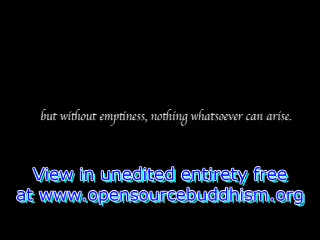 but without emptiness, nothing whatsoever can arise.
View in unedited entirety free
at www.opensourcebuddhism.org